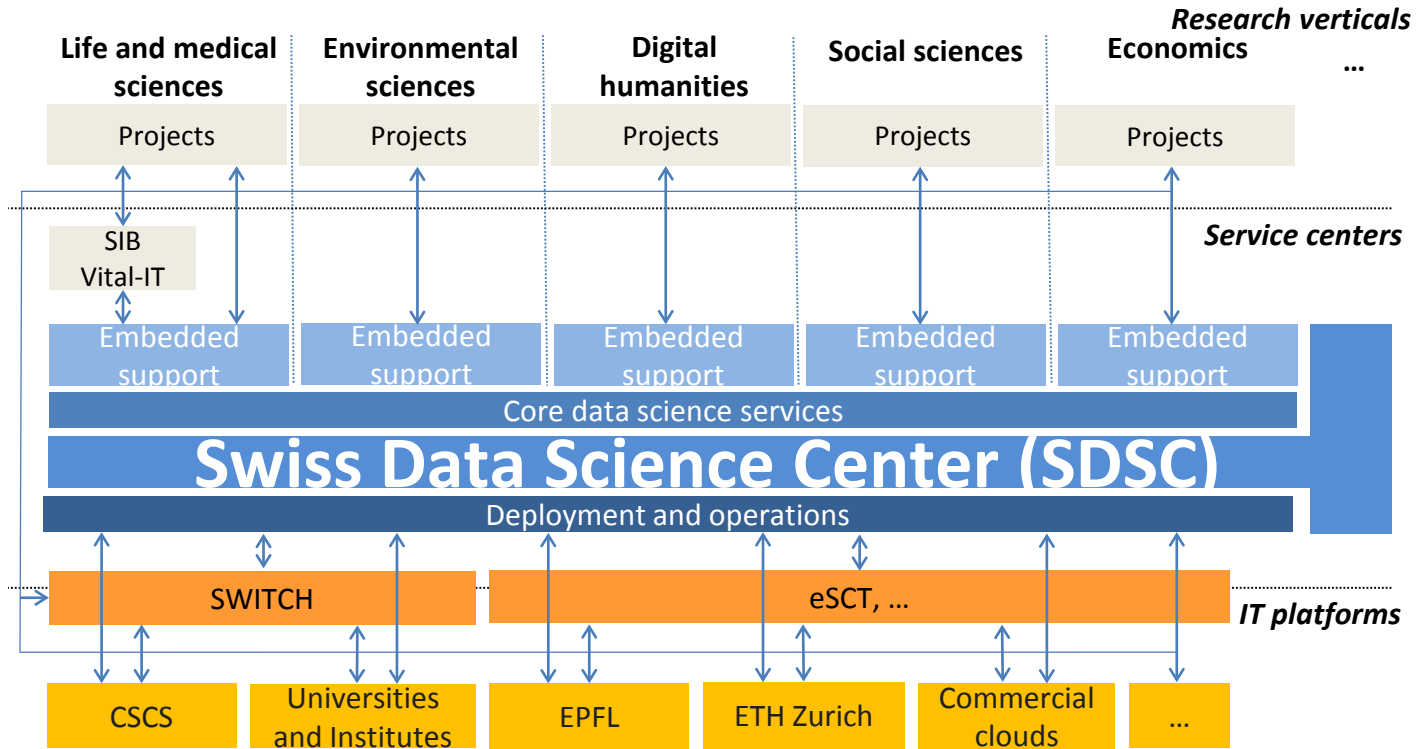 Research verticals
Life and medical
sciences
Environmental
sciences
Digital
humanities
Social sciences
Economics
...
Projects
Projects
Projects
Projects
Projects
Service centers
SIB
Vital-IT
Embedded
support
Embedded
support
Embedded
support
Embedded
support
Embedded
support
Core data science services
Swiss Data Science Center (SDSC)
Deployment and operations
SWITCH
eSCT, ...
IT platforms
CSCS
Universities
and Institutes
EPFL
ETH Zurich
Commercial
clouds
...